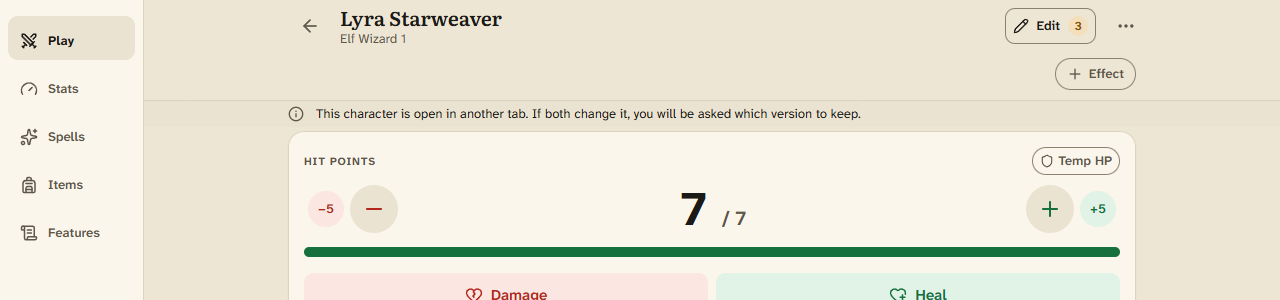 Play
Stats
Spells
Items
Features
Lyra Starweaver
Elf Wizard 1
Edit 3
Effect
This character is open in another tab. If both change it, you will be asked which version to keep.
HIT POINTS
Temp HP
−5
7 / 7
+5
Damage
Heal